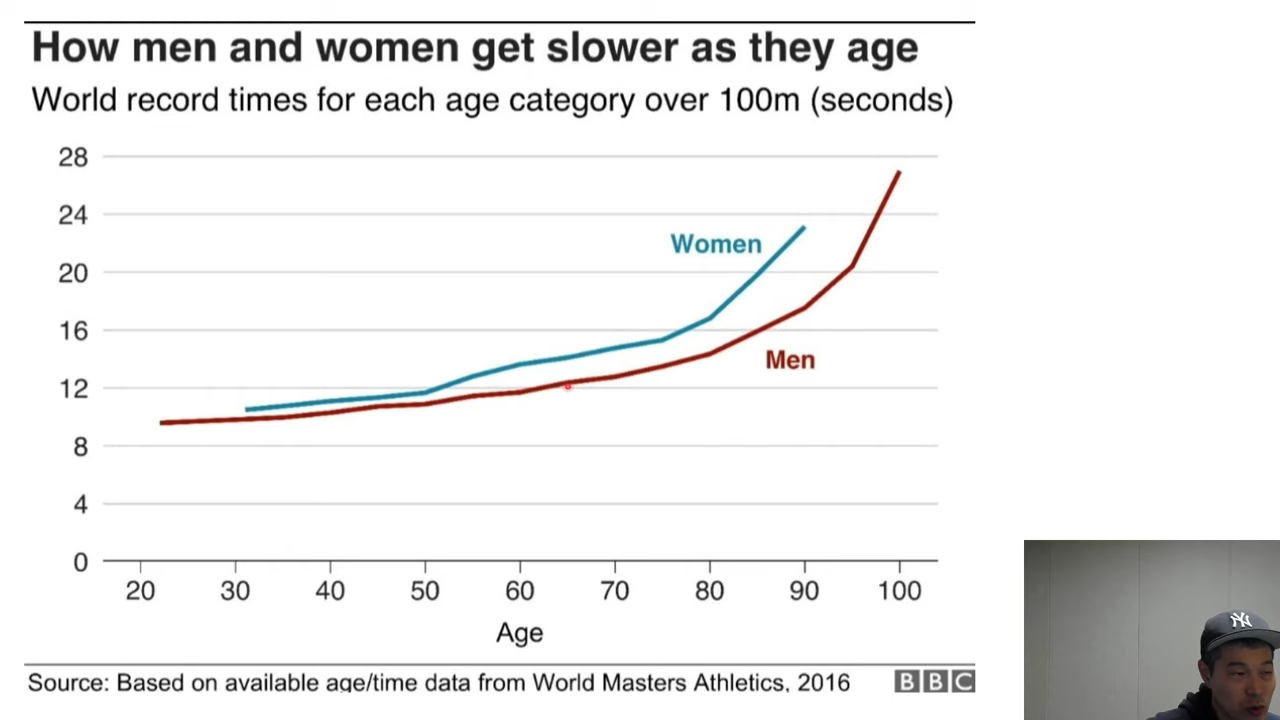 How men and women get slower as they age
World record times for each age category over 100m (seconds)
28
24
Women
20
16
Men
12
8
4
0
20 30 40 50 60 70 80 90 100
Age
Source: Based on available age/time data from World Masters Athletics, 2016 BBC
NY